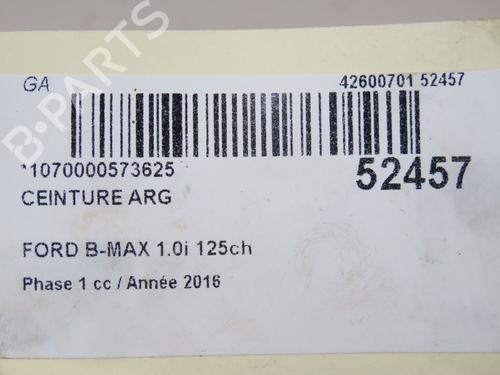 GA
42600701 52457
*1070000573625
52457
CEINTURE ARG
FORD B-MAX 1.0i 125ch
Phase 1 cc / Année 2016
B-PARTS